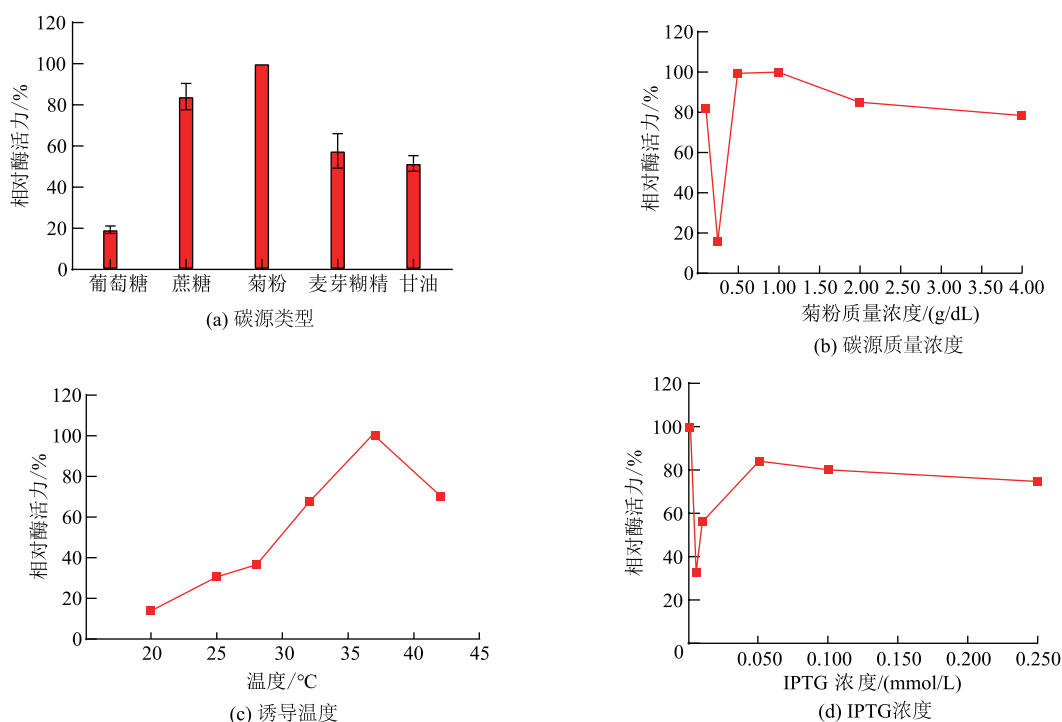 120
100
80
60
40
20
0
相对酶活力/%
葡萄糖 蔗糖 菊粉 麦芽糊精 甘油
(a) 碳源类型
120
100
80
60
40
20
0
相对酶活力/%
0.50 1.00 1.50 2.00 2.50 3.00 3.50 4.00
菊粉质量浓度/(g/dL)
(b) 碳源质量浓度
120
100
80
60
40
20
0
相对酶活力/%
20 25 30 35 40 45
温度/°C
(c) 诱导温度
120
100
80
60
40
20
0
相对酶活力/%
0.050 0.100 0.150 0.200 0.250
IPTG 浓度/(mmol/L)
(d) IPTG浓度